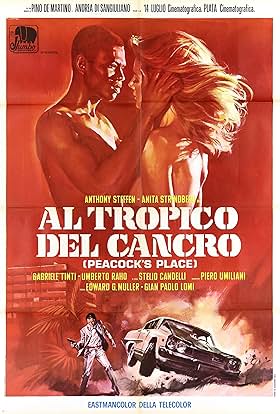 Jumbo
PINO DE MARTINO. ANDREA DI SANGIULIANO 14 LUGLIO Cinematografica. PLATA Cinematografica.
ANTHONY STEFFEN - ANITA STRINDBERG
AL TROPICO
DEL CANCRO
(PEACOCK'S PLACE)
GABRIELE TINTI - UMBERTO RAHO STELIO CANDELLI PIERO UMILIANI
EDWARD G. MULLER - GIAN PAOLO LOMI
EASTMANCOLOR DELLA TELECOLOR